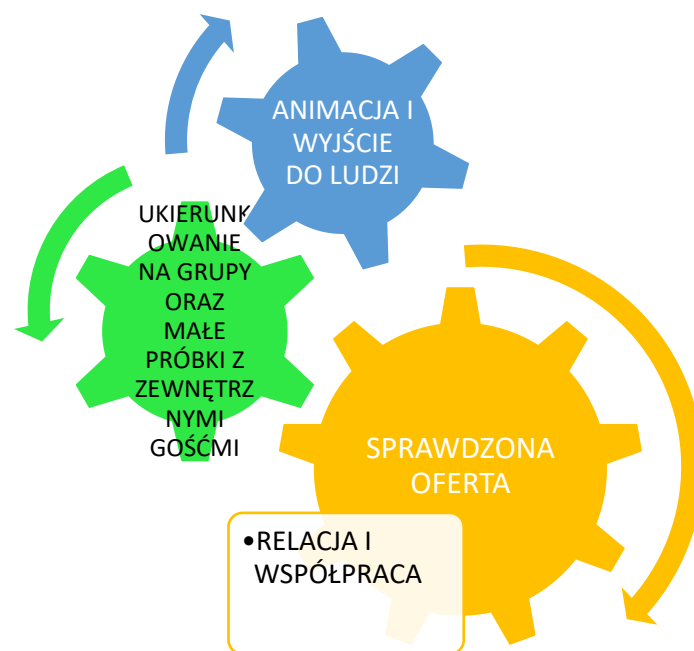 ANIMACJA I
WYJŚCIE
DO LUDZI
UKIERUNK
OWANIE
NA GRUPY
ORAZ
MAŁE
PRÓBKI Z
ZEWNĘTRZ
NYMI
GOŚĆMI
SPRAWDZONA
OFERTA
•RELACJA I
WSPÓŁPRACA